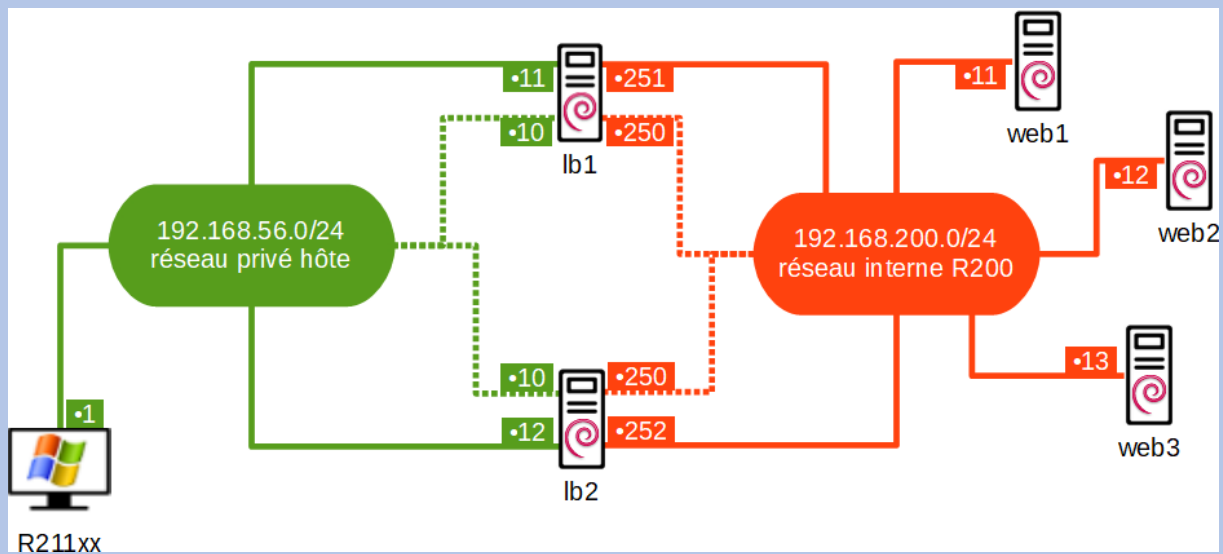 •11
•251
•10
•250
lb1
•11
web1
•12
web2
192.168.56.0/24
réseau privé hôte
192.168.200.0/24
réseau interne R200
•10
•250
•12
•252
lb2
•13
web3
•1
R211xx